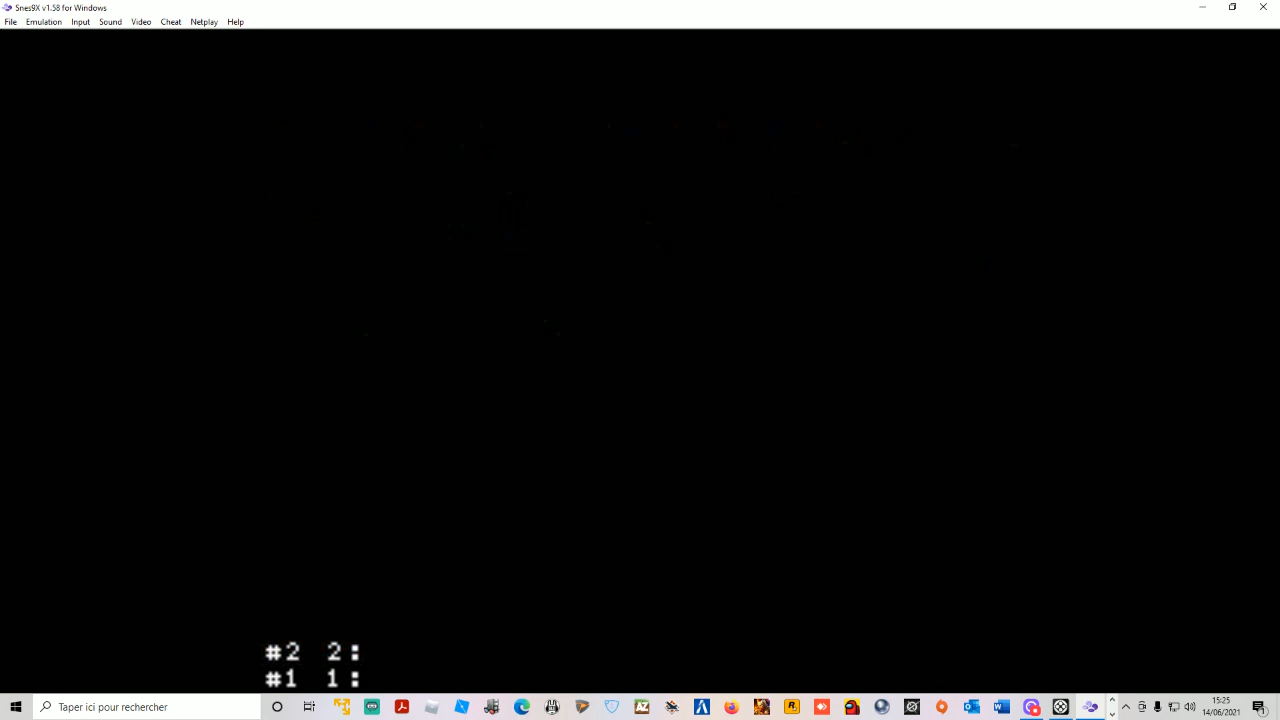 Snes9X v1.58 for Windows
File Emulation Input Sound Video Cheat Netplay Help
#2 2:
#1 1:
Taper ici pour rechercher
15:25
14/06/2021